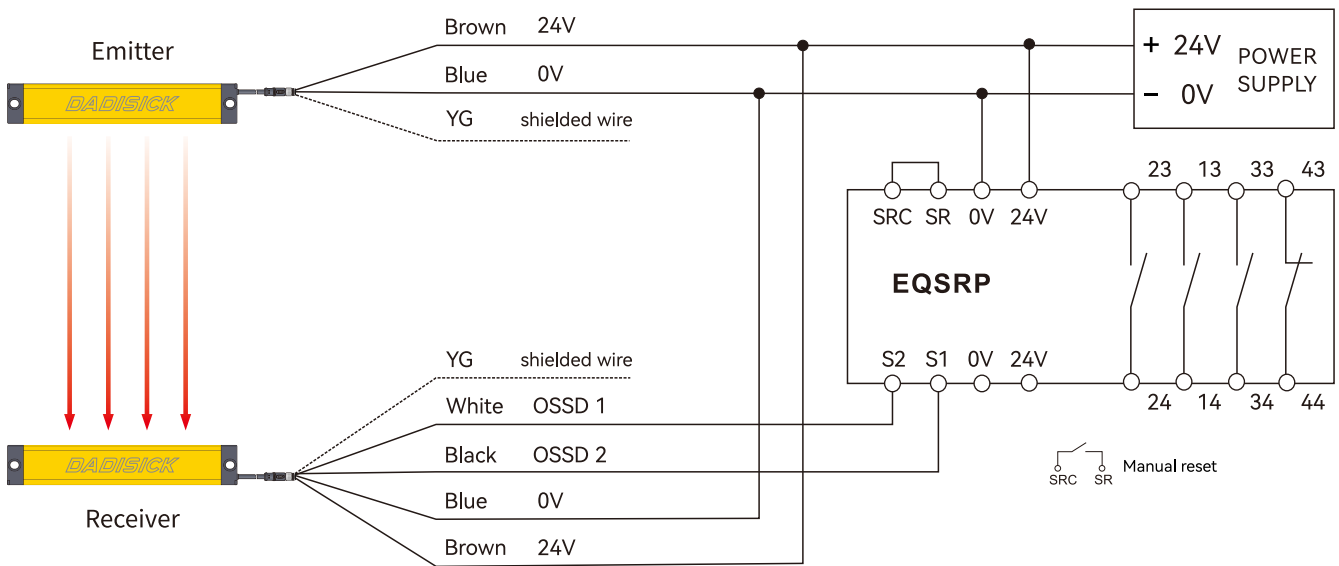 Emitter
DADISICK
Brown 24V
Blue 0V
YG shielded wire
+ 24V
− 0V
POWER
SUPPLY
SRC SR 0V 24V
23 13 33 43
EQSRP
S2 S1 0V 24V
24 14 34 44
SRC SR Manual reset
YG shielded wire
White OSSD 1
Black OSSD 2
Blue 0V
Brown 24V
DADISICK
Receiver